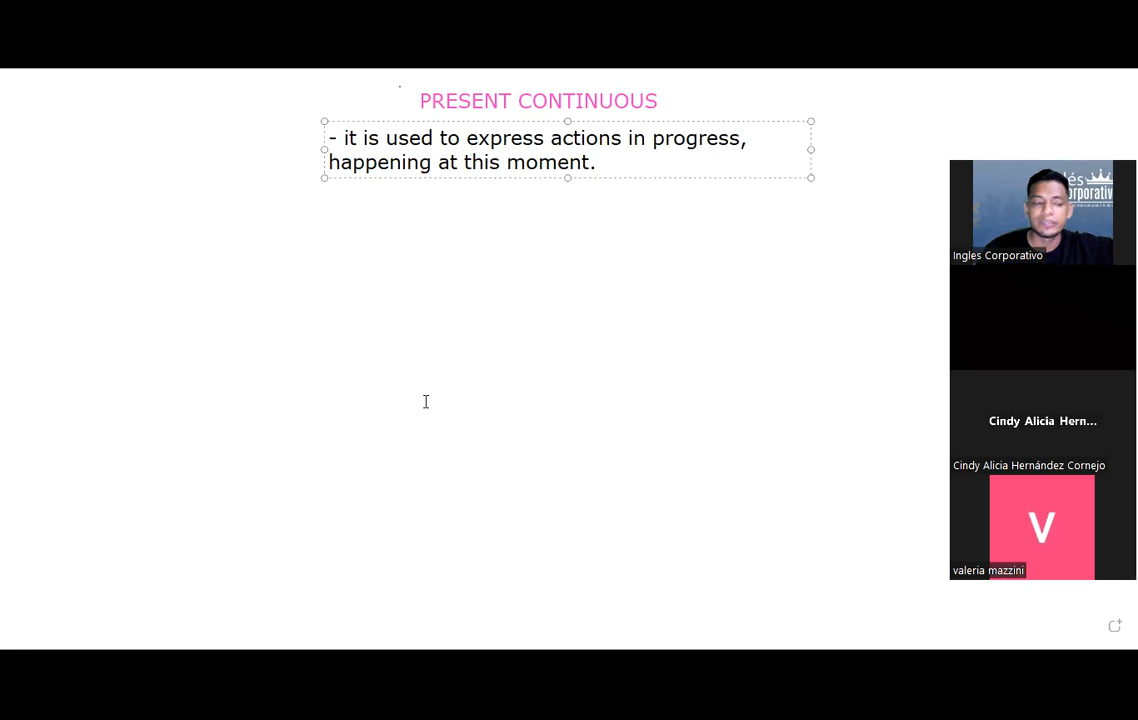 PRESENT CONTINUOUS
- it is used to express actions in progress,
happening at this moment.
Ingles Corporativo
Cindy Alicia Hern...
Cindy Alicia Hernández Cornejo
V
valeria mazzini